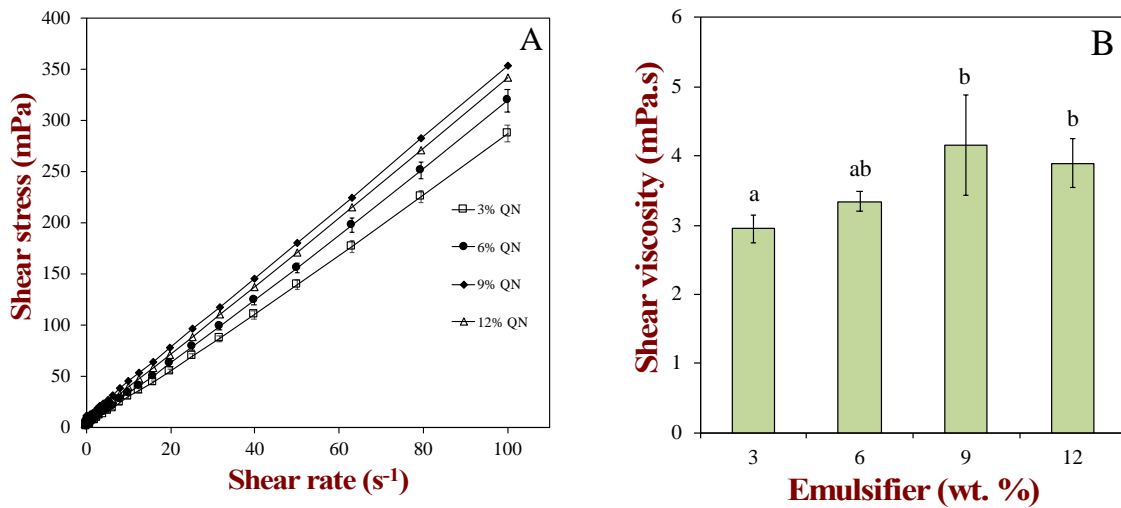 A
Shear stress (mPa)
400
350
300
250
200
150
100
50
0
3% QN
6% QN
9% QN
12% QN
0 20 40 60 80 100
Shear rate (s⁻¹)
B
Shear viscosity (mPa.s)
6
5
4
3
2
1
0
a
ab
b
b
3 6 9 12
Emulsifier (wt. %)